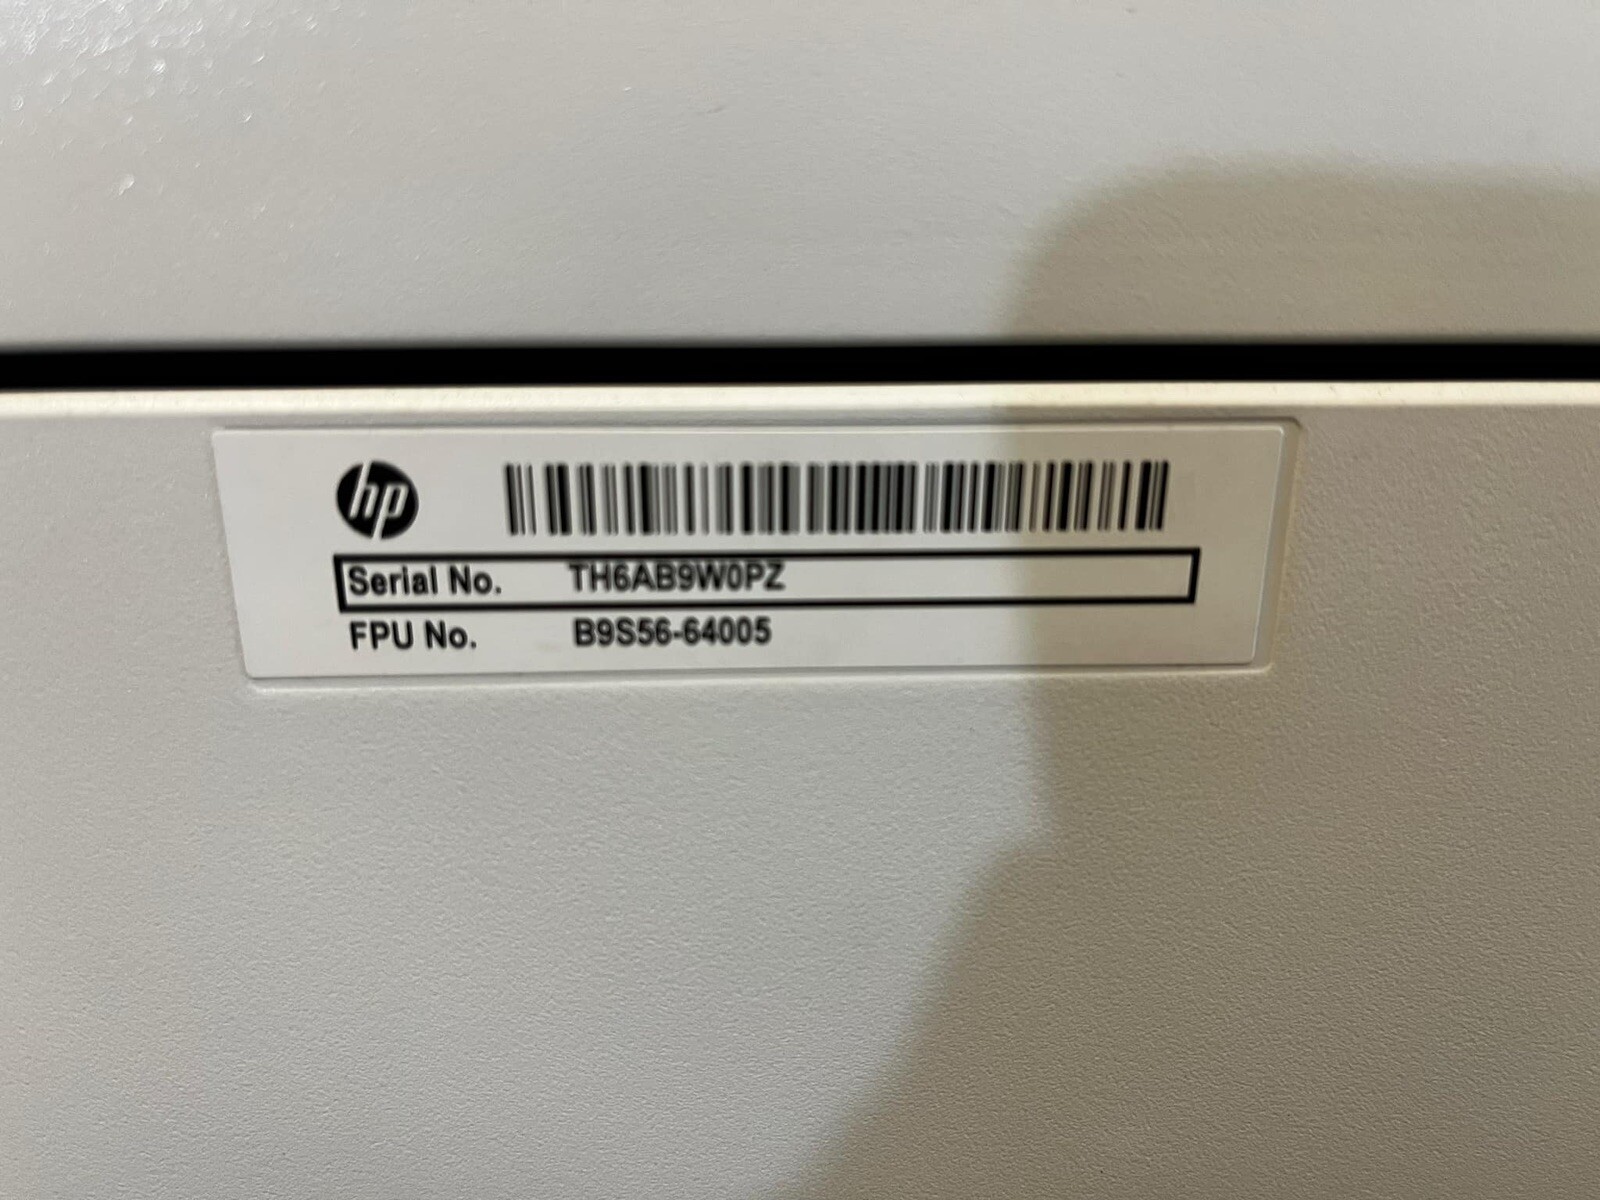 hp
Serial No. TH6AB9W0PZ
FPU No. B9S56-64005